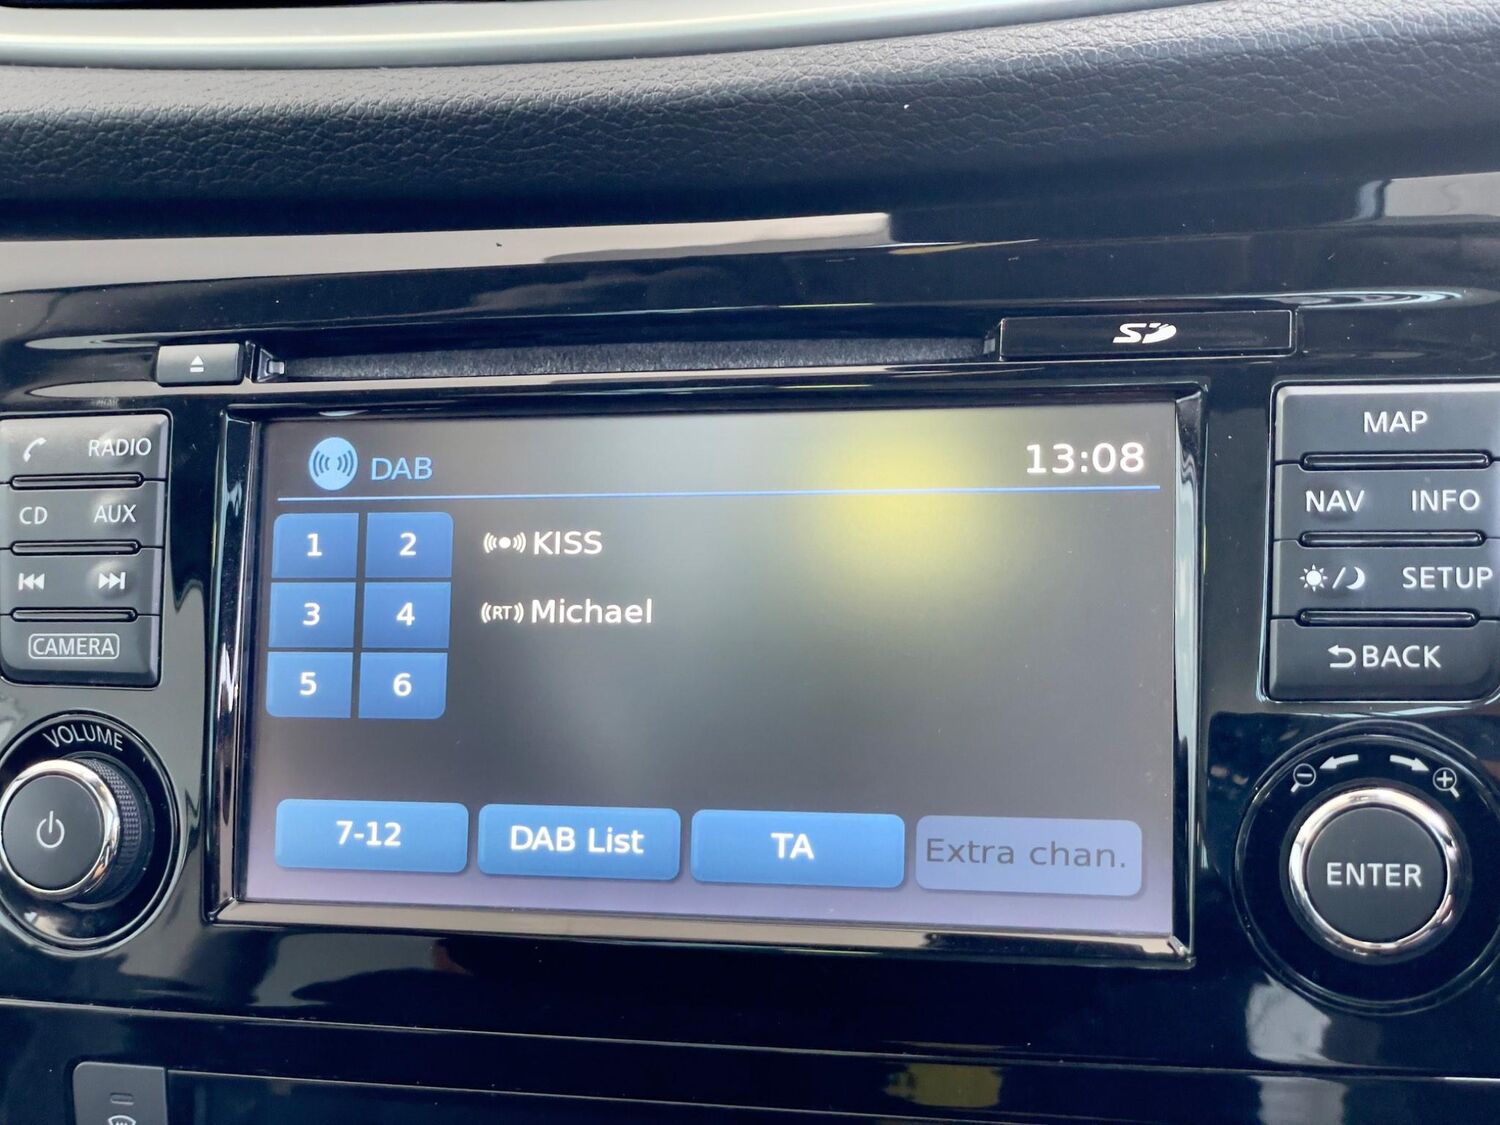 SD
RADIO
CD AUX
CAMERA
VOLUME
DAB 13:08
1 2 KISS
3 4 RT Michael
5 6
7-12 DAB List TA Extra chan.
MAP
NAV INFO
SETUP
BACK
ENTER